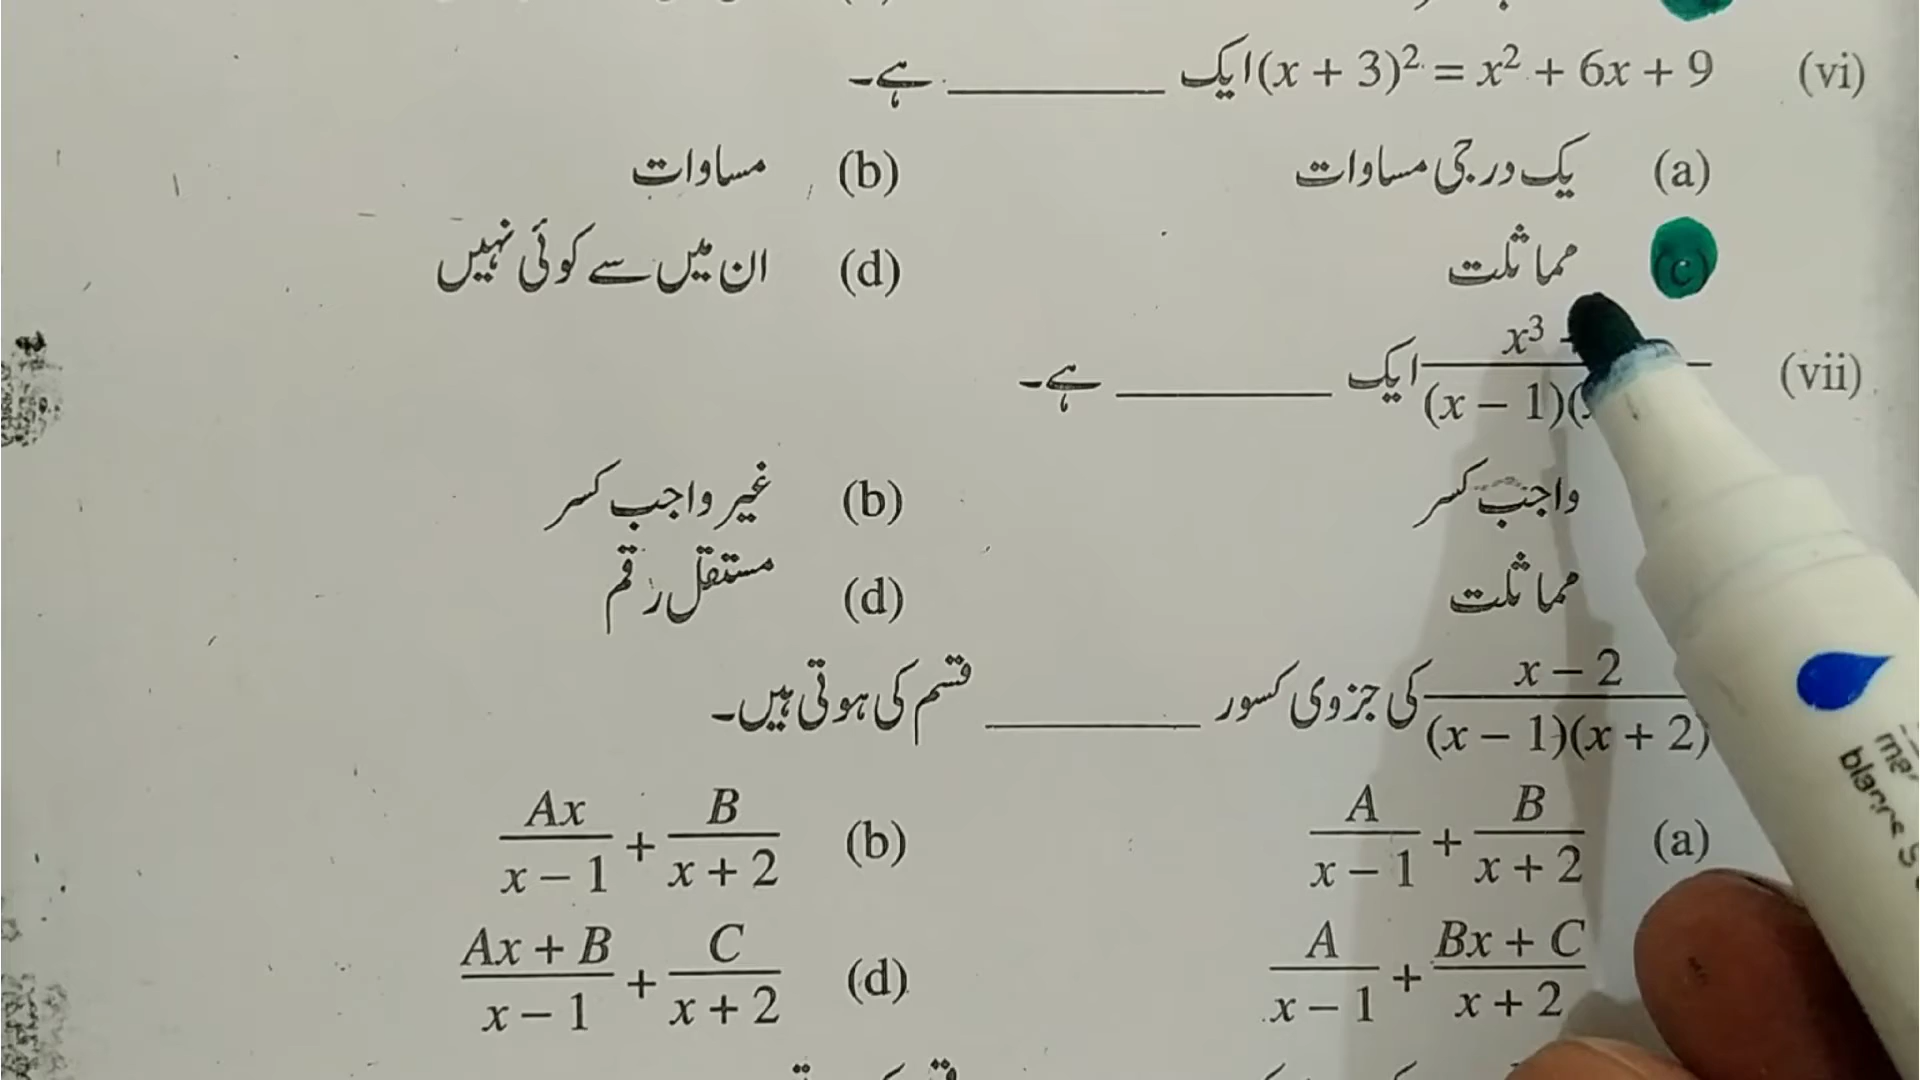 (vi) (x + 3)² = x² + 6x + 9 ایک ________ ہے۔
(a) یک درجی مساوات (b) مساوات
(c) مماثلت (d) ان میں سے کوئی نہیں
(vii) x³ / (x − 1)( ایک ________ ہے۔
واجب کسر (b) غیر واجب کسر
مماثلت (d) مستقل رقم
x − 2 / (x − 1)(x + 2) کی جزوی کسور ________ قسم کی ہوتی ہیں۔
(a) A / x − 1 + B / x + 2 (b) Ax / x − 1 + B / x + 2
A / x − 1 + Bx + C / x + 2 (d) Ax + B / x − 1 + C / x + 2